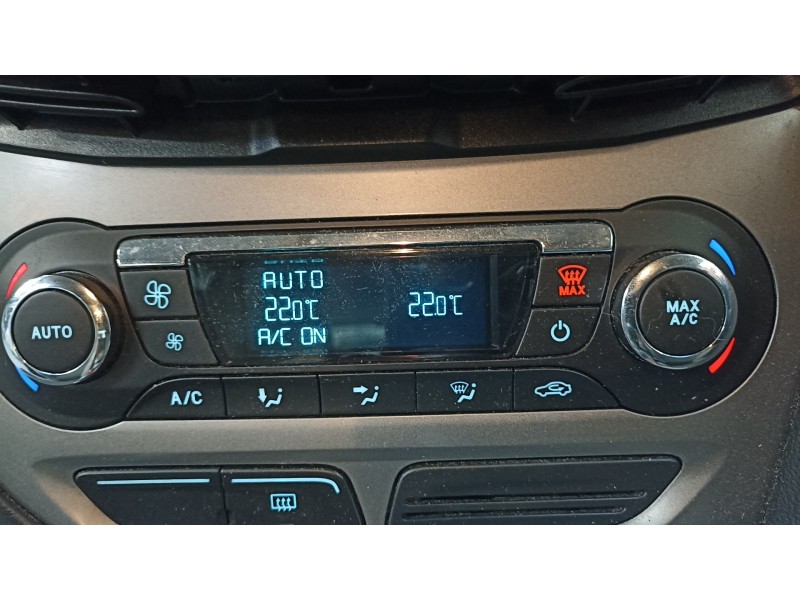 AUTO
22.0°C 22.0°C
A/C ON
MAX
AUTO
MAX
A/C
A/C